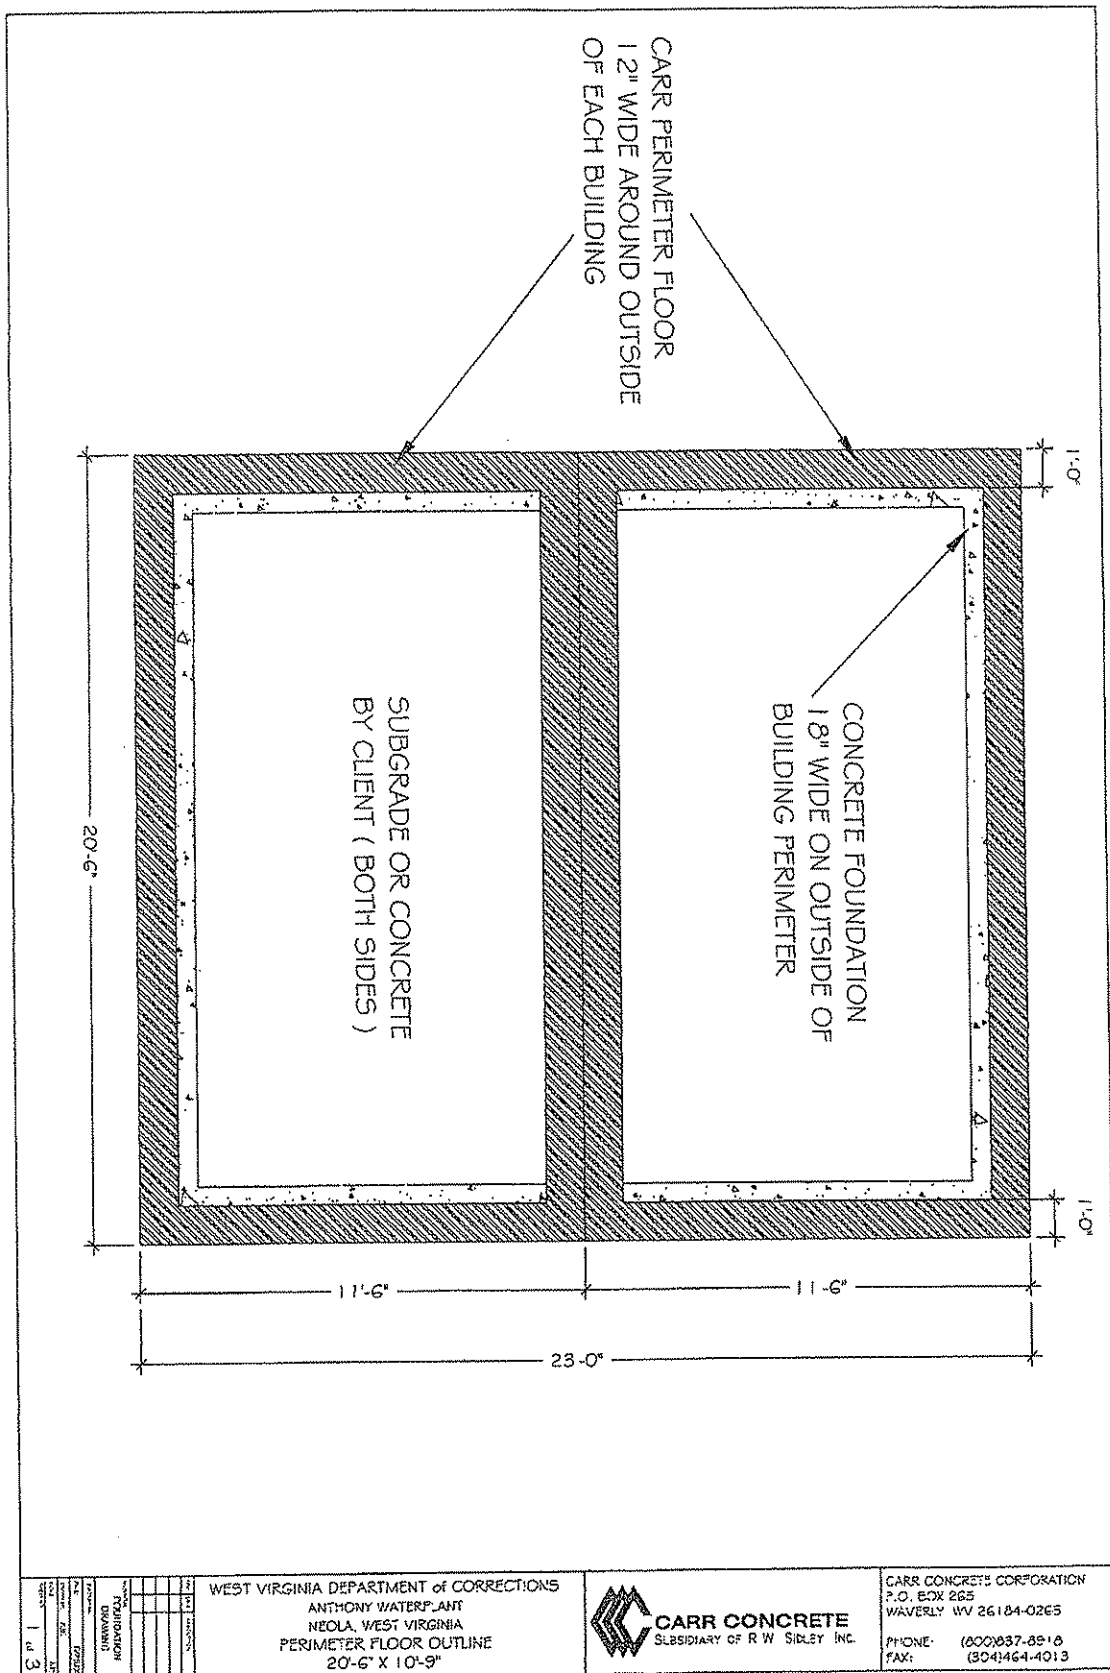 CARR PERIMETER FLOOR
12" WIDE AROUND OUTSIDE
OF EACH BUILDING
1'-0"
CONCRETE FOUNDATION
18" WIDE ON OUTSIDE OF
BUILDING PERIMETER
SUBGRADE OR CONCRETE
BY CLIENT ( BOTH SIDES )
20'-6"
1'-0"
11'-6"
11'-6"
23'-0"
WEST VIRGINIA DEPARTMENT of CORRECTIONS
ANTHONY WATERPLANT
NEOLA, WEST VIRGINIA
PERIMETER FLOOR OUTLINE
20'-6" X 10'-9"
CARR CONCRETE
SUBSIDIARY OF R W SIDLEY INC.
CARR CONCRETE CORPORATION
P.O. BOX 265
WAVERLY WV 26184-0265
PHONE: (800)837-8918
FAX: (304)464-4013
FOUNDATION
DRAWING
1 of 3